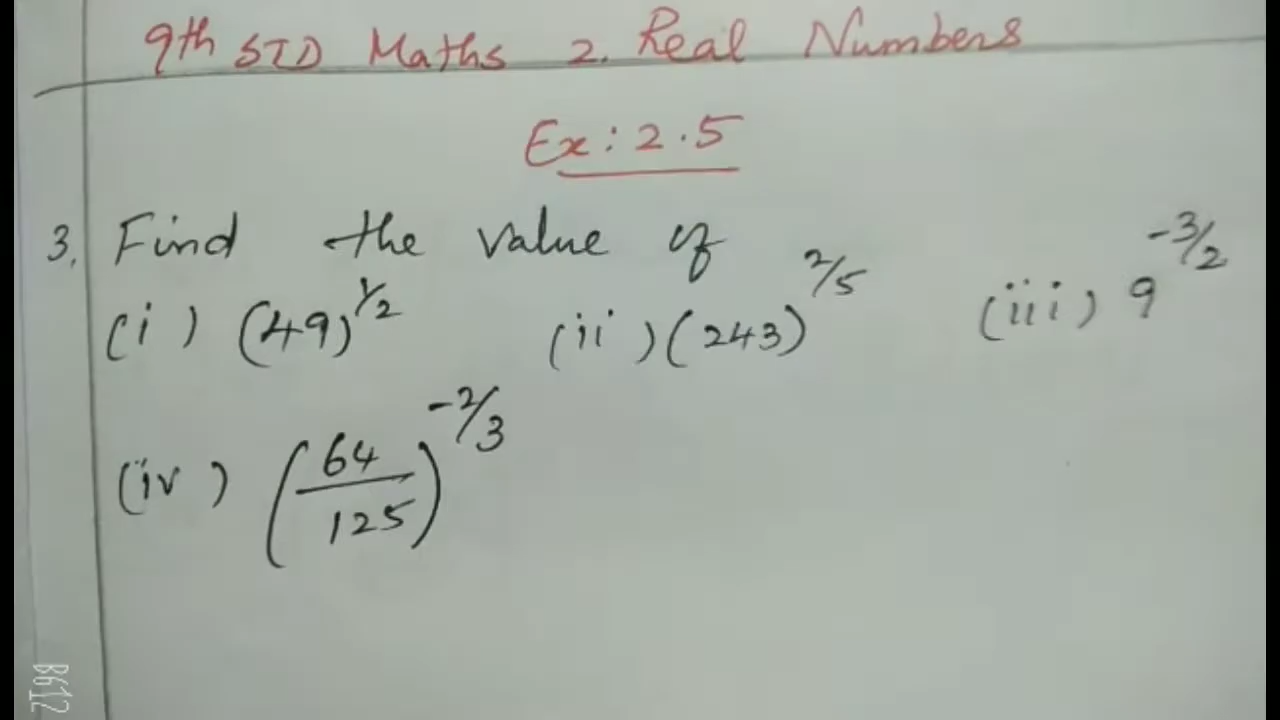 9th STD Maths 2. Real Numbers
Ex: 2.5
3. Find the value of
(i) (49)^1/2 (ii) (243)^2/5 (iii) 9^-3/2
(iv) (64/125)^-2/3
B612